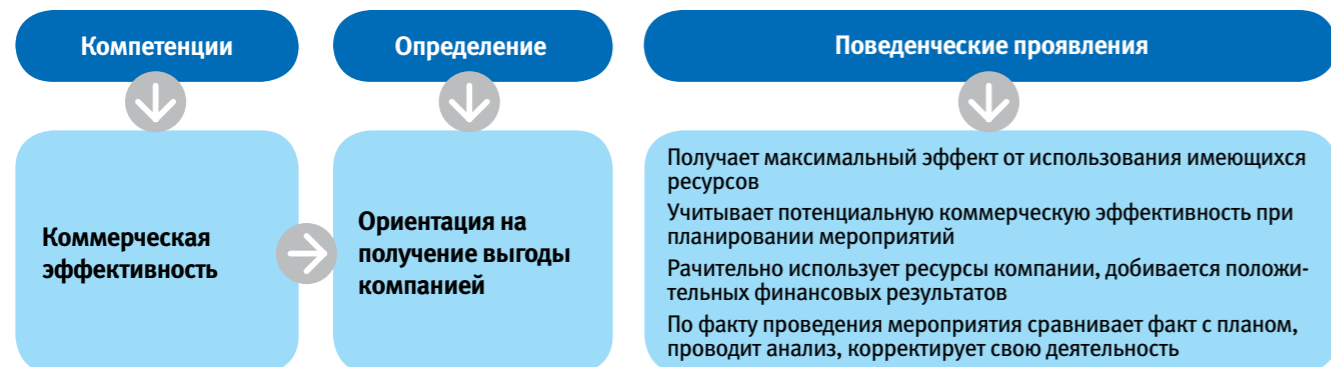 Компетенции
Определение
Поведенческие проявления
Коммерческая
эффективность
Ориентация на
получение выгоды
компанией
Получает максимальный эффект от использования имеющихся
ресурсов
Учитывает потенциальную коммерческую эффективность при
планировании мероприятий
Рачительно использует ресурсы компании, добивается положи-
тельных финансовых результатов
По факту проведения мероприятия сравнивает факт с планом,
проводит анализ, корректирует свою деятельность